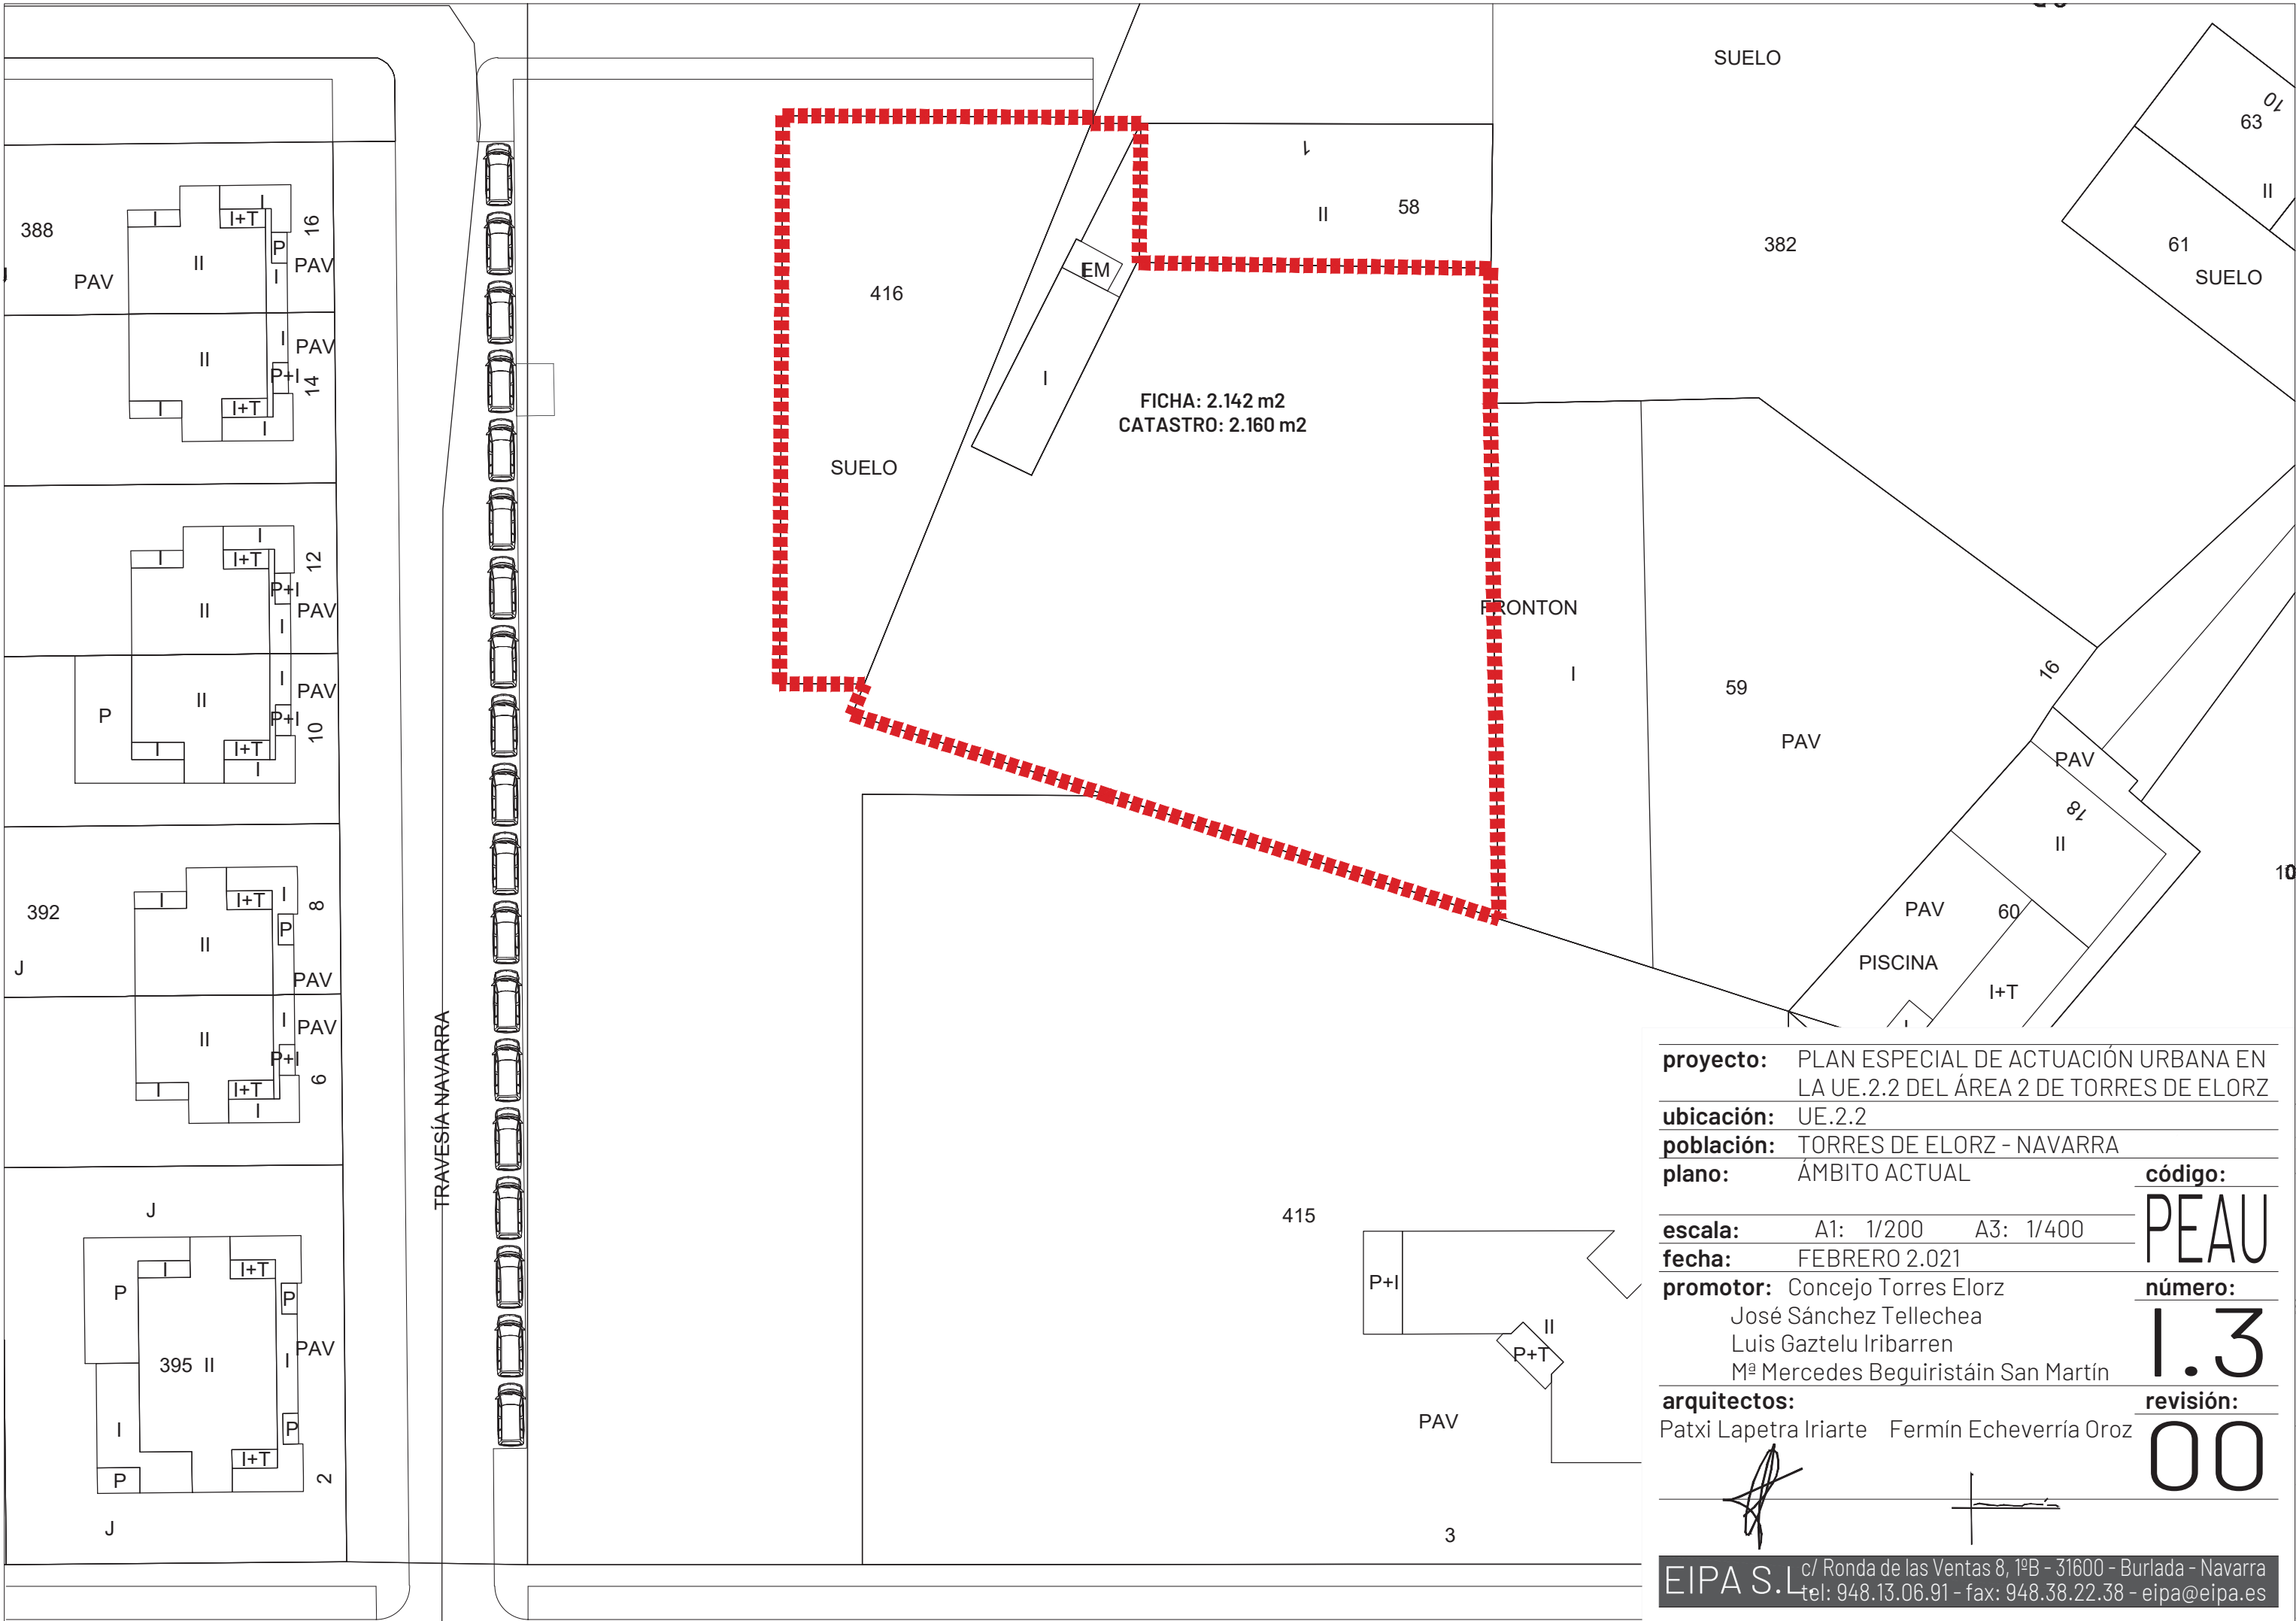 SUELO
10
63
II
61
SUELO
382
1
II
58
EM
416
I
SUELO
FICHA: 2.142 m2
CATASTRO: 2.160 m2
FRONTON
I
59
PAV
16
PAV
18
II
PAV
60
PISCINA
I+T
10
388
PAV
I
I+T
I
16
II
P
I
PAV
II
I
PAV
P+I
14
I
I+T
I
I
I
I+T
12
II
P+I
PAV
I
P
II
I
PAV
P+I
10
I
I+T
I
392
J
I
I+T
I
8
P
II
PAV
II
I
PAV
P+I
6
I
I+T
I
J
P
I
I+T
P
395 II
I
PAV
I
P
P
I+T
2
J
TRAVESÍA NAVARRA
415
P+I
II
P+T
PAV
3
proyecto: PLAN ESPECIAL DE ACTUACIÓN URBANA EN
LA UE.2.2 DEL ÁREA 2 DE TORRES DE ELORZ
ubicación: UE.2.2
población: TORRES DE ELORZ - NAVARRA
plano: ÁMBITO ACTUAL
código:
PEAU
escala: A1: 1/200 A3: 1/400
fecha: FEBRERO 2.021
promotor: Concejo Torres Elorz
José Sánchez Tellechea
Luis Gaztelu Iribarren
Mª Mercedes Beguiristáin San Martín
número:
I.3
arquitectos:
Patxi Lapetra Iriarte Fermín Echeverría Oroz
revisión:
00
EIPA S.L.
c/ Ronda de las Ventas 8, 1ºB - 31600 - Burlada - Navarra
tel: 948.13.06.91 - fax: 948.38.22.38 - eipa@eipa.es